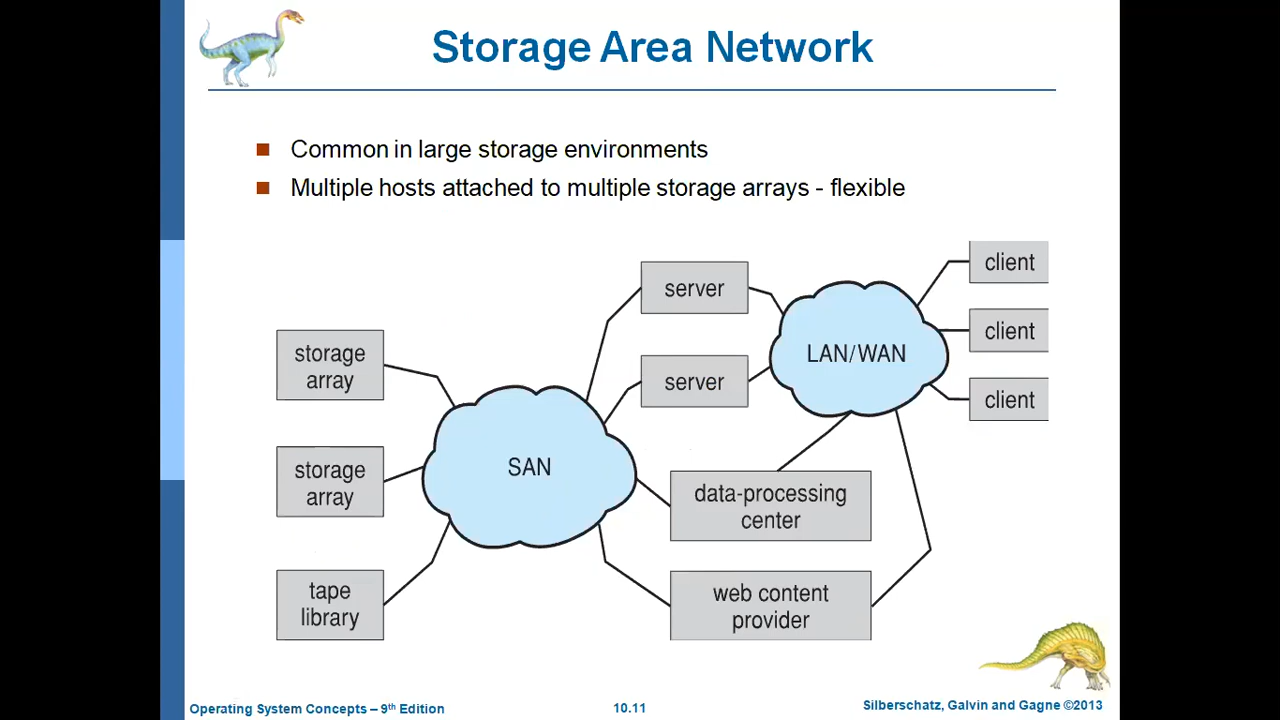 Storage Area Network
Common in large storage environments
Multiple hosts attached to multiple storage arrays - flexible
client
server
client
LAN/WAN
storage
array
server
client
SAN
storage
array
data-processing
center
tape
library
web content
provider
Operating System Concepts – 9th Edition
10.11
Silberschatz, Galvin and Gagne ©2013